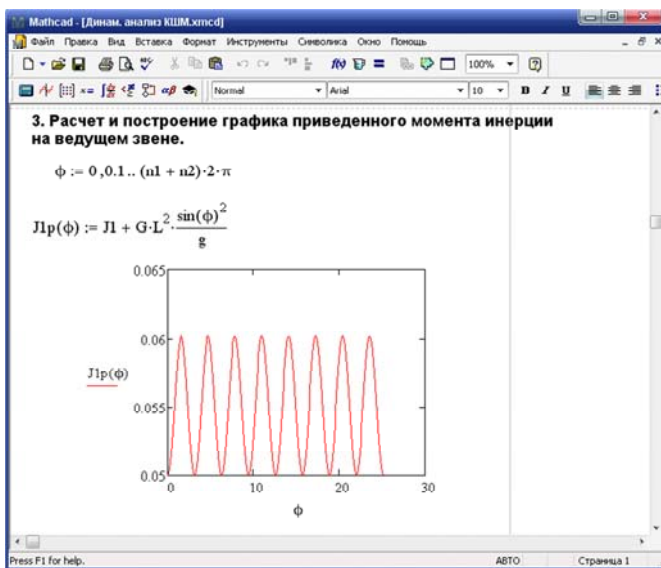 Mathcad - [Динам. анализ КШМ.xmcd]
Файл Правка Вид Вставка Формат Инструменты Символика Окно Помощь
100%
Normal Arial 10 B I U
3. Расчет и построение графика приведенного момента инерции
на ведущем звене.
ϕ := 0,0.1 .. (n1 + n2)·2·π
J1p(ϕ) := J1 + G·L²·sin(ϕ)²/g
0.065
0.06
J1p(ϕ)
0.055
0.05
0 10 20 30
ϕ
Press F1 for help. АВТО Страница 1